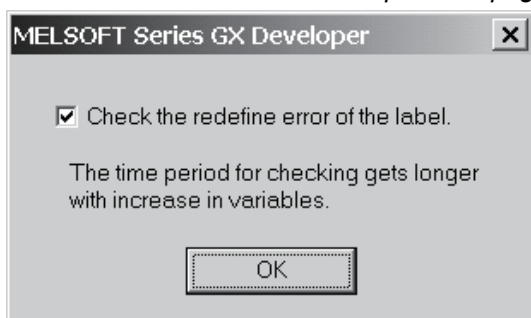 MELSOFT Series GX Developer
Check the redefine error of the label.
The time period for checking gets longer
with increase in variables.
OK